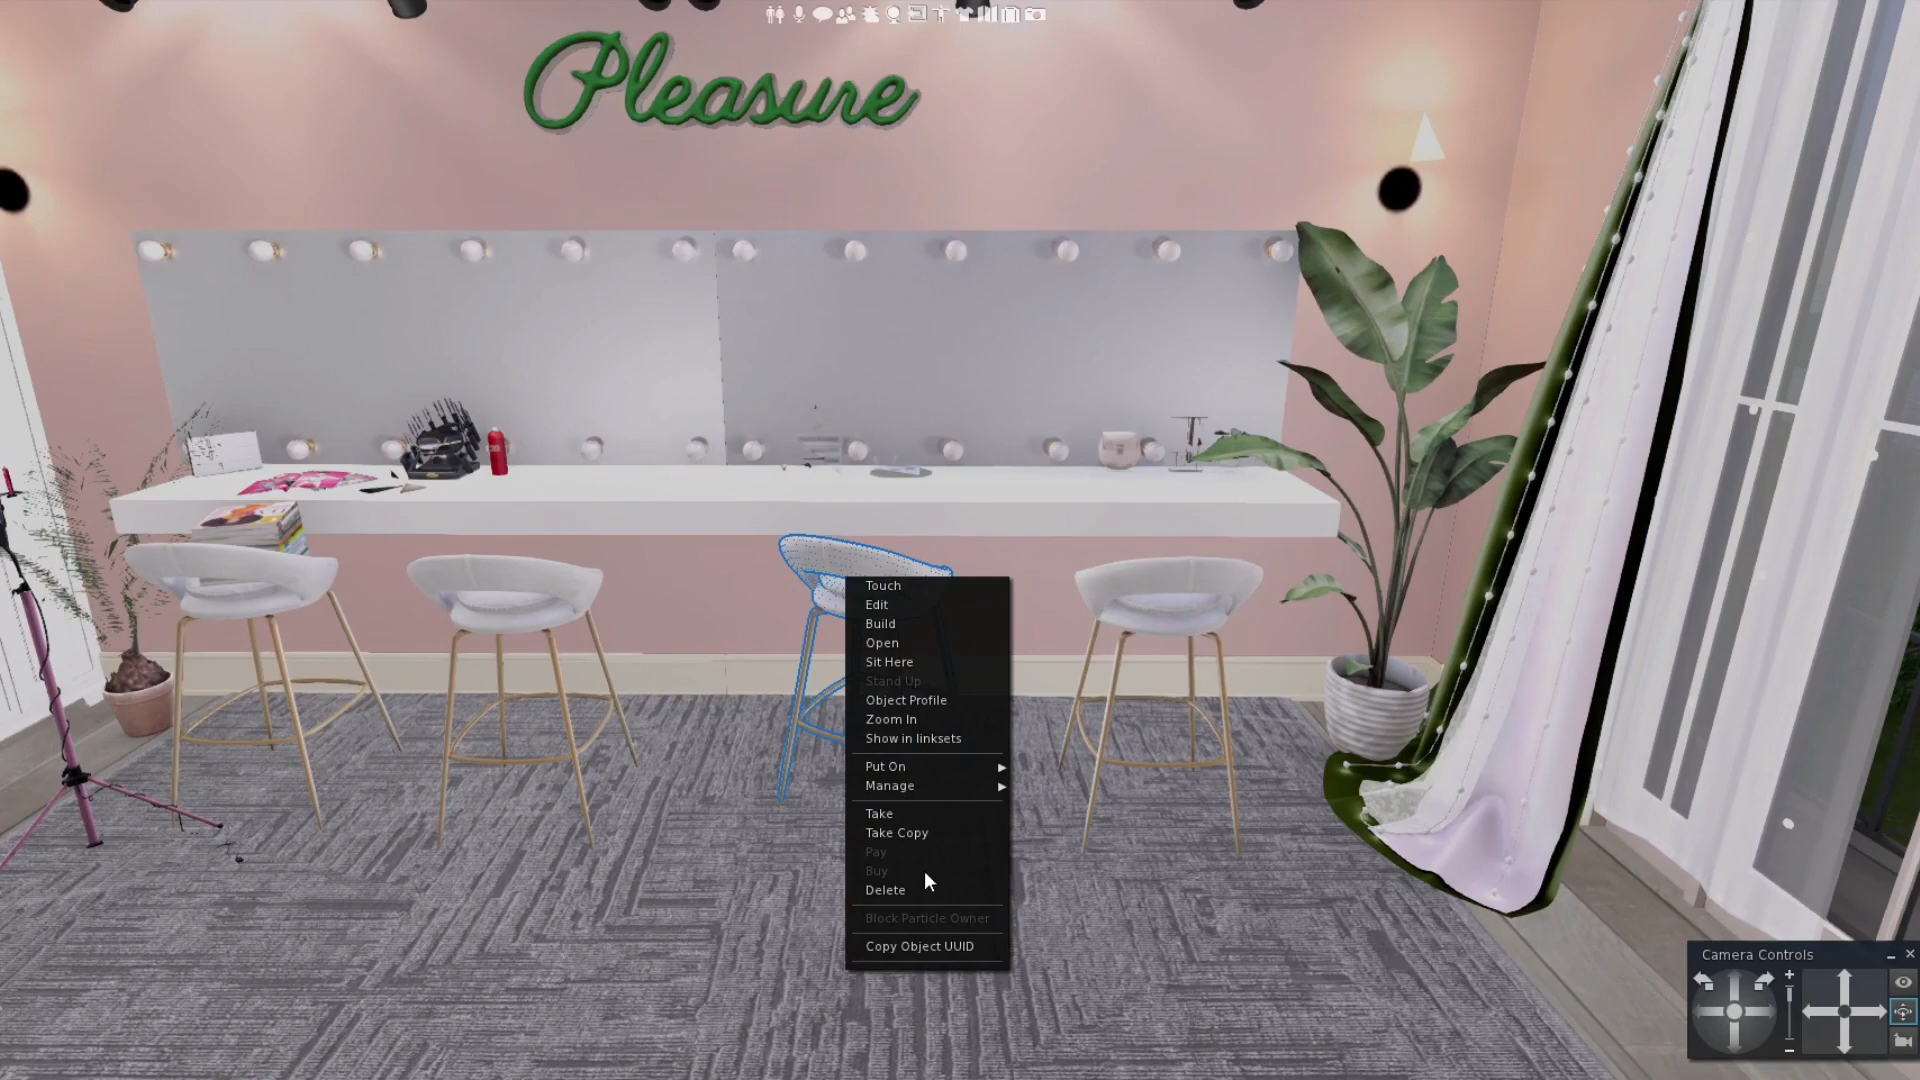 Pleasure
Touch
Edit
Build
Open
Sit Here
Stand Up
Object Profile
Zoom In
Show in linksets
Put On
Manage
Take
Take Copy
Pay
Buy
Delete
Block Particle Owner
Copy Object UUID
Camera Controls